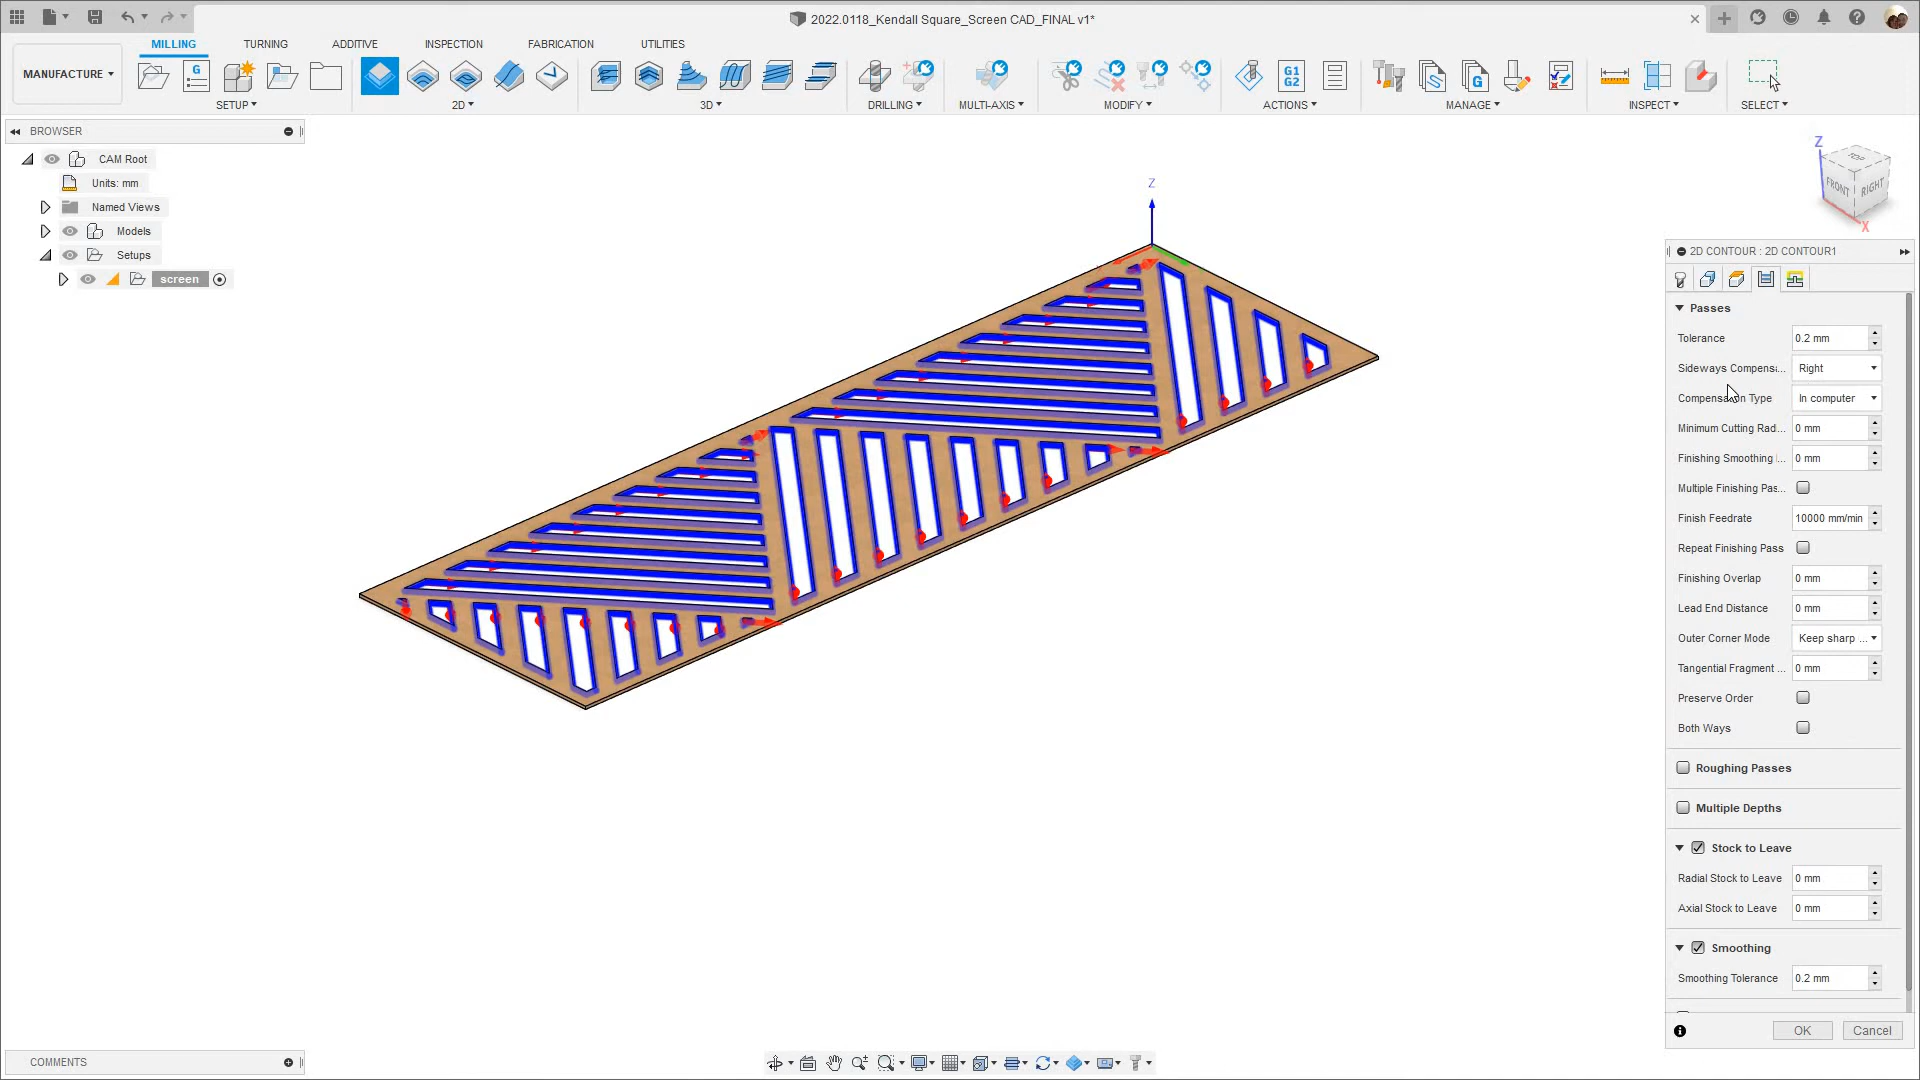 2022.0118_Kendall Square_Screen CAD_FINAL v1*
MILLING TURNING ADDITIVE INSPECTION FABRICATION UTILITIES
MANUFACTURE
G
G1
G2
G
SETUP 2D 3D DRILLING MULTI-AXIS MODIFY ACTIONS MANAGE INSPECT SELECT
BROWSER
CAM Root
Units: mm
Named Views
Models
Setups
screen
Z
Z
TOP
FRONT
RIGHT
X
2D CONTOUR : 2D CONTOUR1
Passes
Tolerance 0.2 mm
Sideways Compensa... Right
Compensation Type In computer
Minimum Cutting Rad... 0 mm
Finishing Smoothing 0 mm
Multiple Finishing Pas...
Finish Feedrate 10000 mm/min
Repeat Finishing Pass
Finishing Overlap 0 mm
Lead End Distance 0 mm
Outer Corner Mode Keep sharp ...
Tangential Fragment ... 0 mm
Preserve Order
Both Ways
Roughing Passes
Multiple Depths
Stock to Leave
Radial Stock to Leave 0 mm
Axial Stock to Leave 0 mm
Smoothing
Smoothing Tolerance 0.2 mm
OK Cancel
COMMENTS